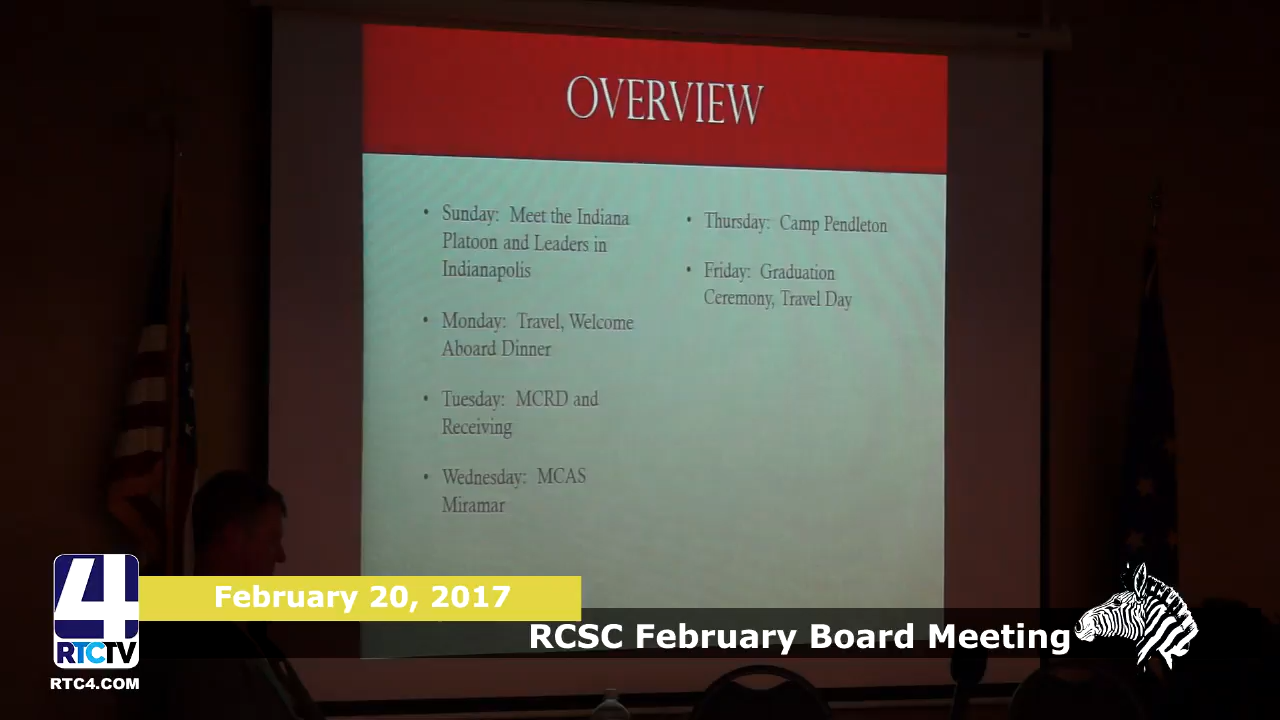 OVERVIEW
• Sunday: Meet the Indiana
Platoon and Leaders in
Indianapolis
• Monday: Travel, Welcome
Aboard Dinner
• Tuesday: MCRD and
Receiving
• Wednesday: MCAS
Miramar
• Thursday: Camp Pendleton
• Friday: Graduation
Ceremony, Travel Day
4
RTCTV
RTC4.COM
February 20, 2017
RCSC February Board Meeting